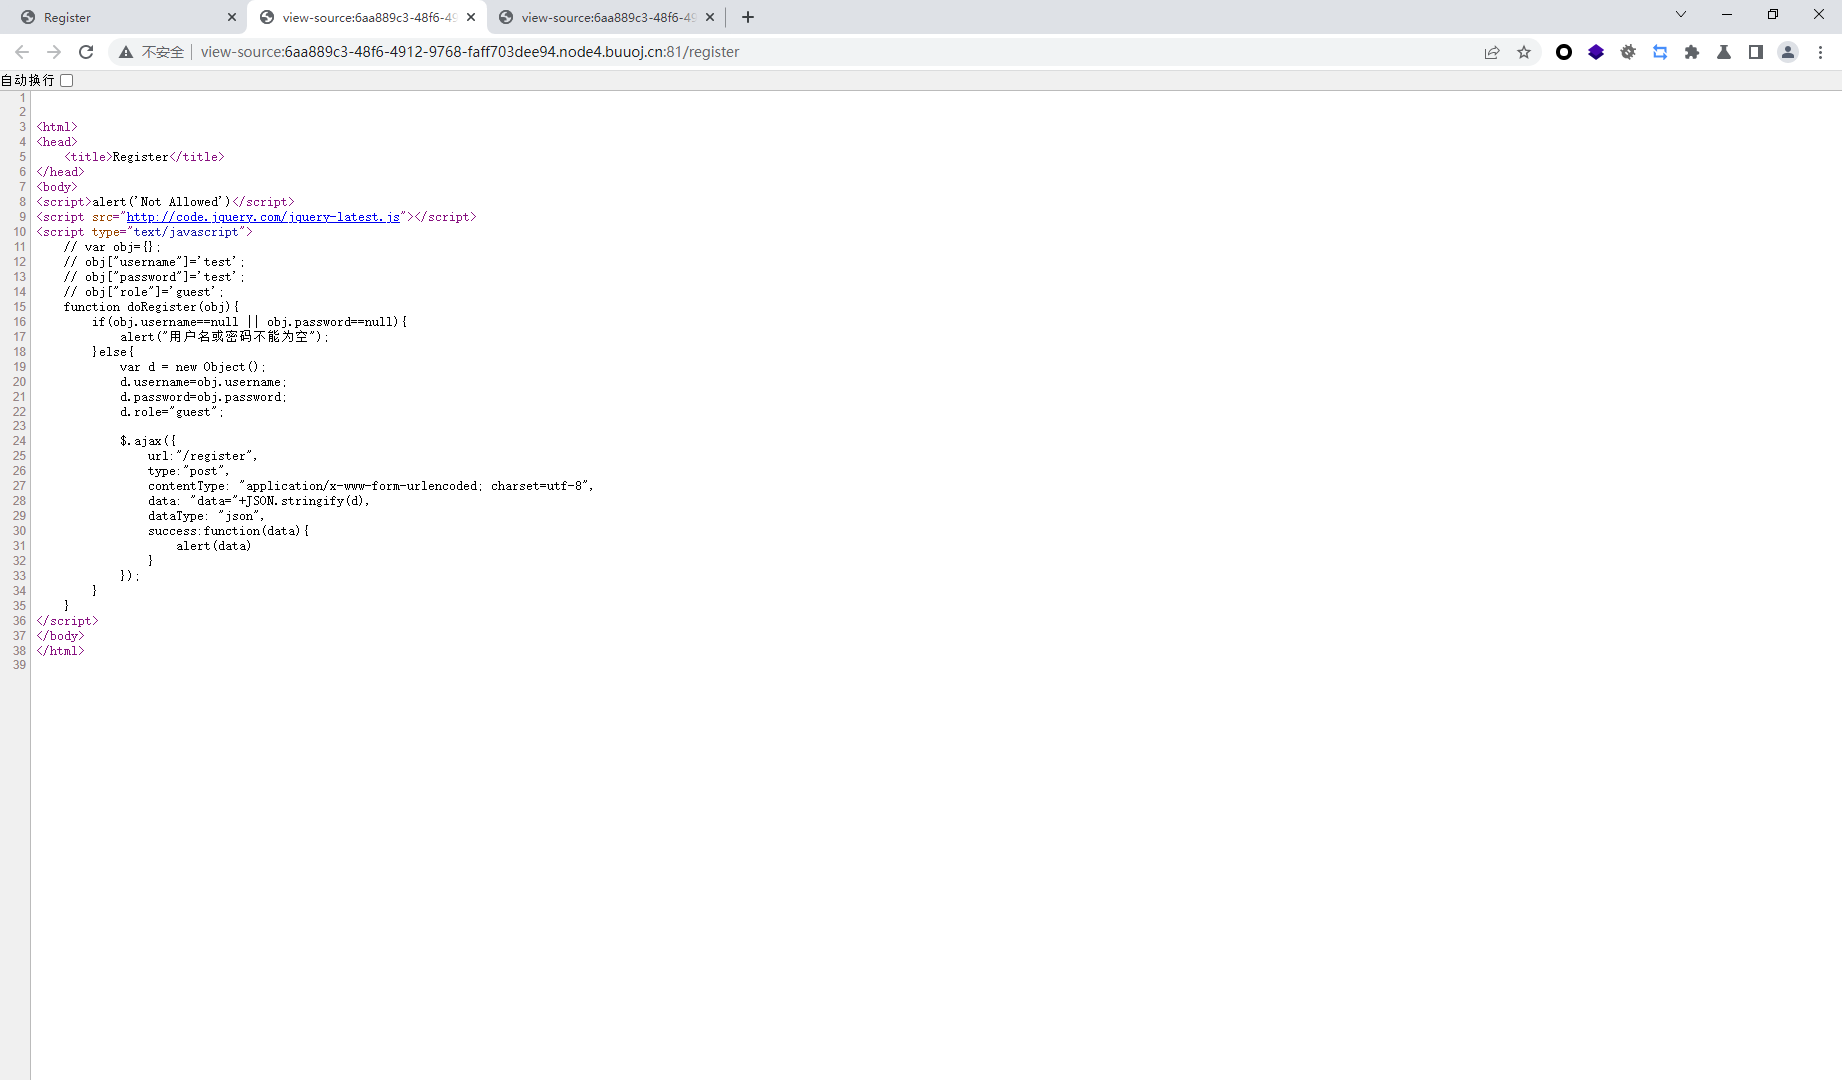 Register
view-source:6aa889c3-48f6-49
view-source:6aa889c3-48f6-49
不安全
view-source:6aa889c3-48f6-4912-9768-faff703dee94.node4.buuoj.cn:81/register
自动换行
1
2
3 <html>
4 <head>
5     <title>Register</title>
6 </head>
7 <body>
8 <script>alert('Not Allowed')</script>
9 <script src="http://code.jquery.com/jquery-latest.js"></script>
10 <script type="text/javascript">
11     // var obj={};
12     // obj["username"]='test';
13     // obj["password"]='test';
14     // obj["role"]='guest';
15     function doRegister(obj){
16         if(obj.username==null || obj.password==null){
17             alert("用户名或密码不能为空");
18         }else{
19             var d = new Object();
20             d.username=obj.username;
21             d.password=obj.password;
22             d.role="guest";
23
24             $.ajax({
25                 url:"/register",
26                 type:"post",
27                 contentType: "application/x-www-form-urlencoded; charset=utf-8",
28                 data: "data="+JSON.stringify(d),
29                 dataType: "json",
30                 success:function(data){
31                     alert(data)
32                 }
33             });
34         }
35     }
36 </script>
37 </body>
38 </html>
39